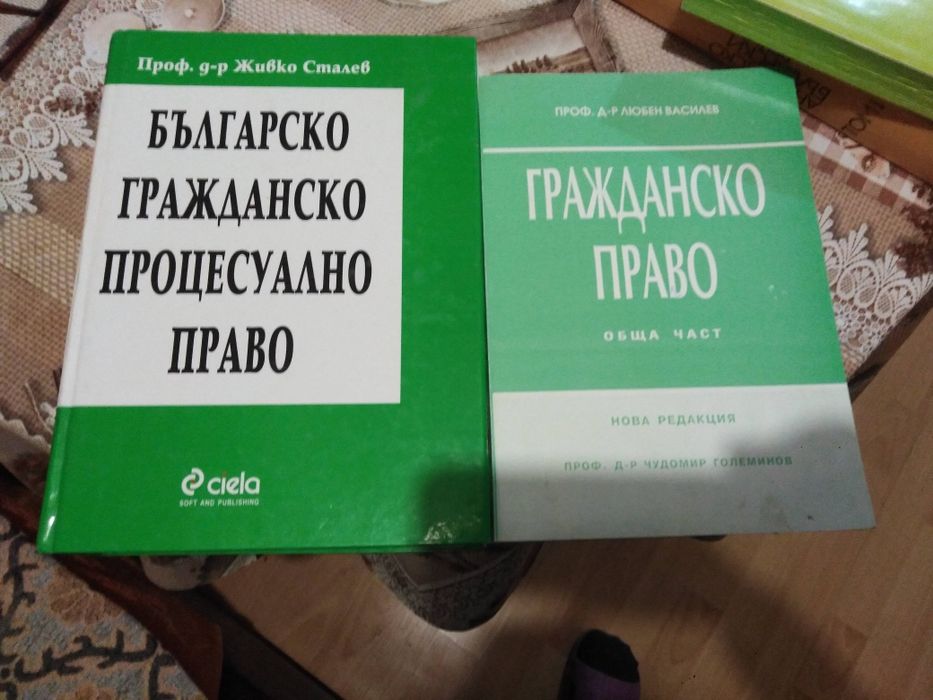 Проф. д-р Живко Сталев
БЪЛГАРСКО
ГРАЖДАНСКО
ПРОЦЕСУАЛНО
ПРАВО
ciela
SOFT AND PUBLISHING
ПРОФ. Д-Р ЛЮБЕН ВАСИЛЕВ
ГРАЖДАНСКО
ПРАВО
ОБЩА ЧАСТ
НОВА РЕДАКЦИЯ
ПРОФ. Д-Р ЧУДОМИР ГОЛЕМИНОВ